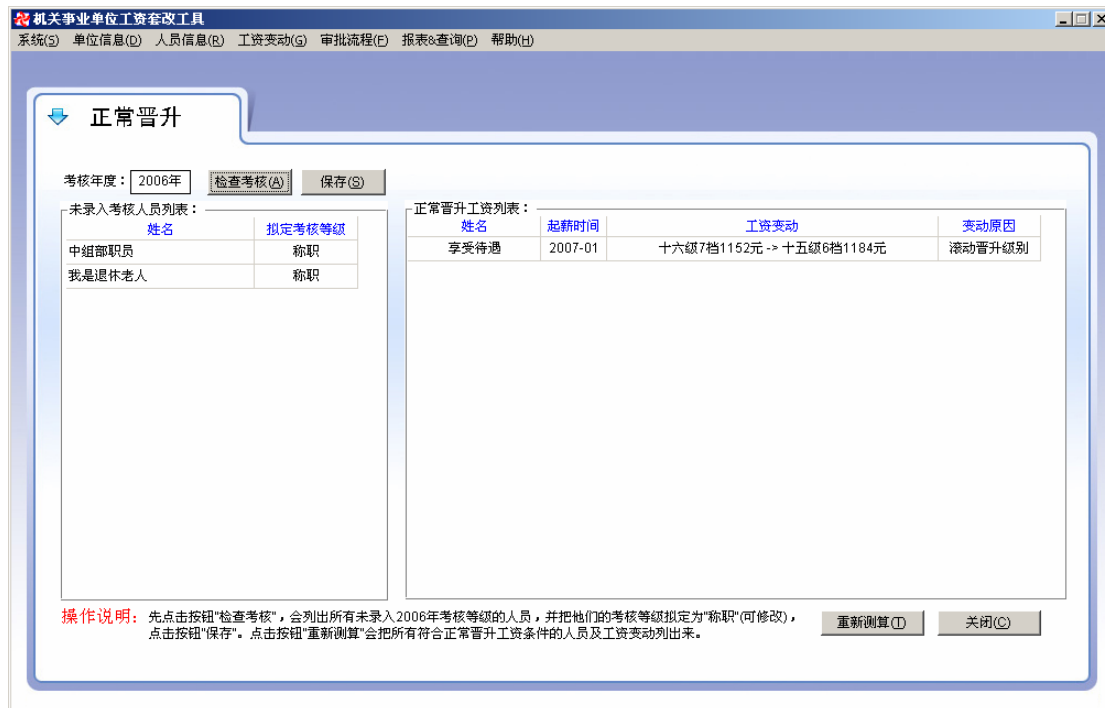 机关事业单位工资套改工具
系统(S) 单位信息(D) 人员信息(R) 工资变动(G) 审批流程(F) 报表&查询(P) 帮助(H)
正常晋升
考核年度： 2006年 检查考核(A) 保存(S)
未录入考核人员列表：
姓名 拟定考核等级
中组部职员 称职
我是退休老人 称职
正常晋升工资列表：
姓名 起薪时间 工资变动 变动原因
享受待遇 2007-01 十六级7档1152元 -> 十五级6档1184元 滚动晋升级别
操作说明： 先点击按钮"检查考核"，会列出所有未录入2006年考核等级的人员，并把他们的考核等级拟定为"称职"(可修改)，
点击按钮"保存"。点击按钮"重新测算"会把所有符合正常晋升工资条件的人员及工资变动列出来。
重新测算(T) 关闭(C)